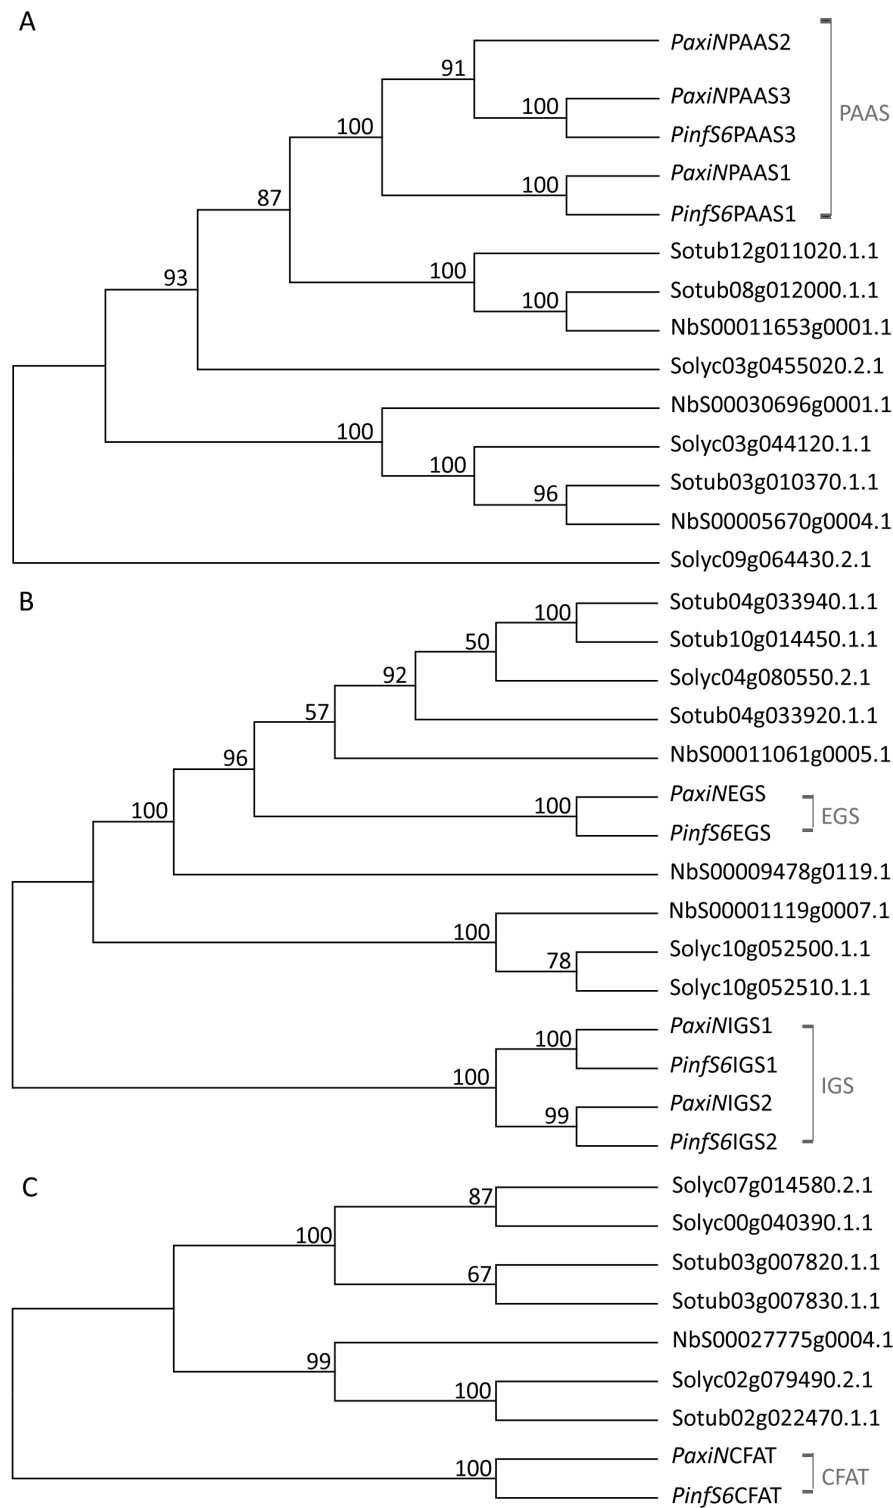 A
PaxiNPAAS2
91
PaxiNPAAS3
100
PinfS6PAAS3
PAAS
100
PaxiNPAAS1
100
PinfS6PAAS1
87
Sotub12g011020.1.1
100
Sotub08g012000.1.1
100
NbS00011653g0001.1
93
Solyc03g0455020.2.1
NbS00030696g0001.1
100
Solyc03g044120.1.1
100
Sotub03g010370.1.1
96
NbS00005670g0004.1
Solyc09g064430.2.1
B
Sotub04g033940.1.1
100
Sotub10g014450.1.1
50
Solyc04g080550.2.1
92
Sotub04g033920.1.1
57
NbS00011061g0005.1
96
PaxiNEGS
100
EGS
PinfS6EGS
100
NbS00009478g0119.1
NbS00001119g0007.1
100
Solyc10g052500.1.1
78
Solyc10g052510.1.1
PaxiNIGS1
100
PinfS6IGS1
100
IGS
PaxiNIGS2
99
PinfS6IGS2
C
Solyc07g014580.2.1
87
Solyc00g040390.1.1
100
Sotub03g007820.1.1
67
Sotub03g007830.1.1
NbS00027775g0004.1
99
Solyc02g079490.2.1
100
Sotub02g022470.1.1
PaxiNCFAT
100
CFAT
PinfS6CFAT